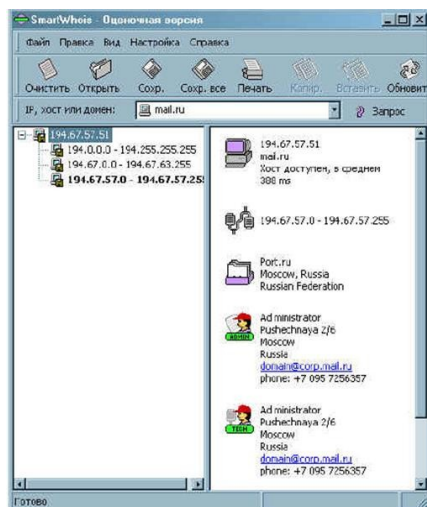 SmartWhois - Оценочная версия
Файл Правка Вид Настройка Справка
Очистить Открыть Сохр. Сохр. все Печать Копир. Вставить Обновит
IP, хост или домен: mail.ru Запрос
194.67.57.51
194.0.0.0 - 194.255.255.255
194.67.0.0 - 194.67.63.255
194.67.57.0 - 194.67.57.255
194.67.57.51
mail.ru
Хост доступен, в среднем
388 ms
194.67.57.0 - 194.67.57.255
Port.ru
Moscow, Russia
Russian Federation
ADMIN
Administrator
Pushechnaya 2/6
Moscow
Russia
domain@corp.mail.ru
phone: +7 095 7256357
TECH
Administrator
Pushechnaya 2/6
Moscow
Russia
domain@corp.mail.ru
phone: +7 095 7256357
Готово